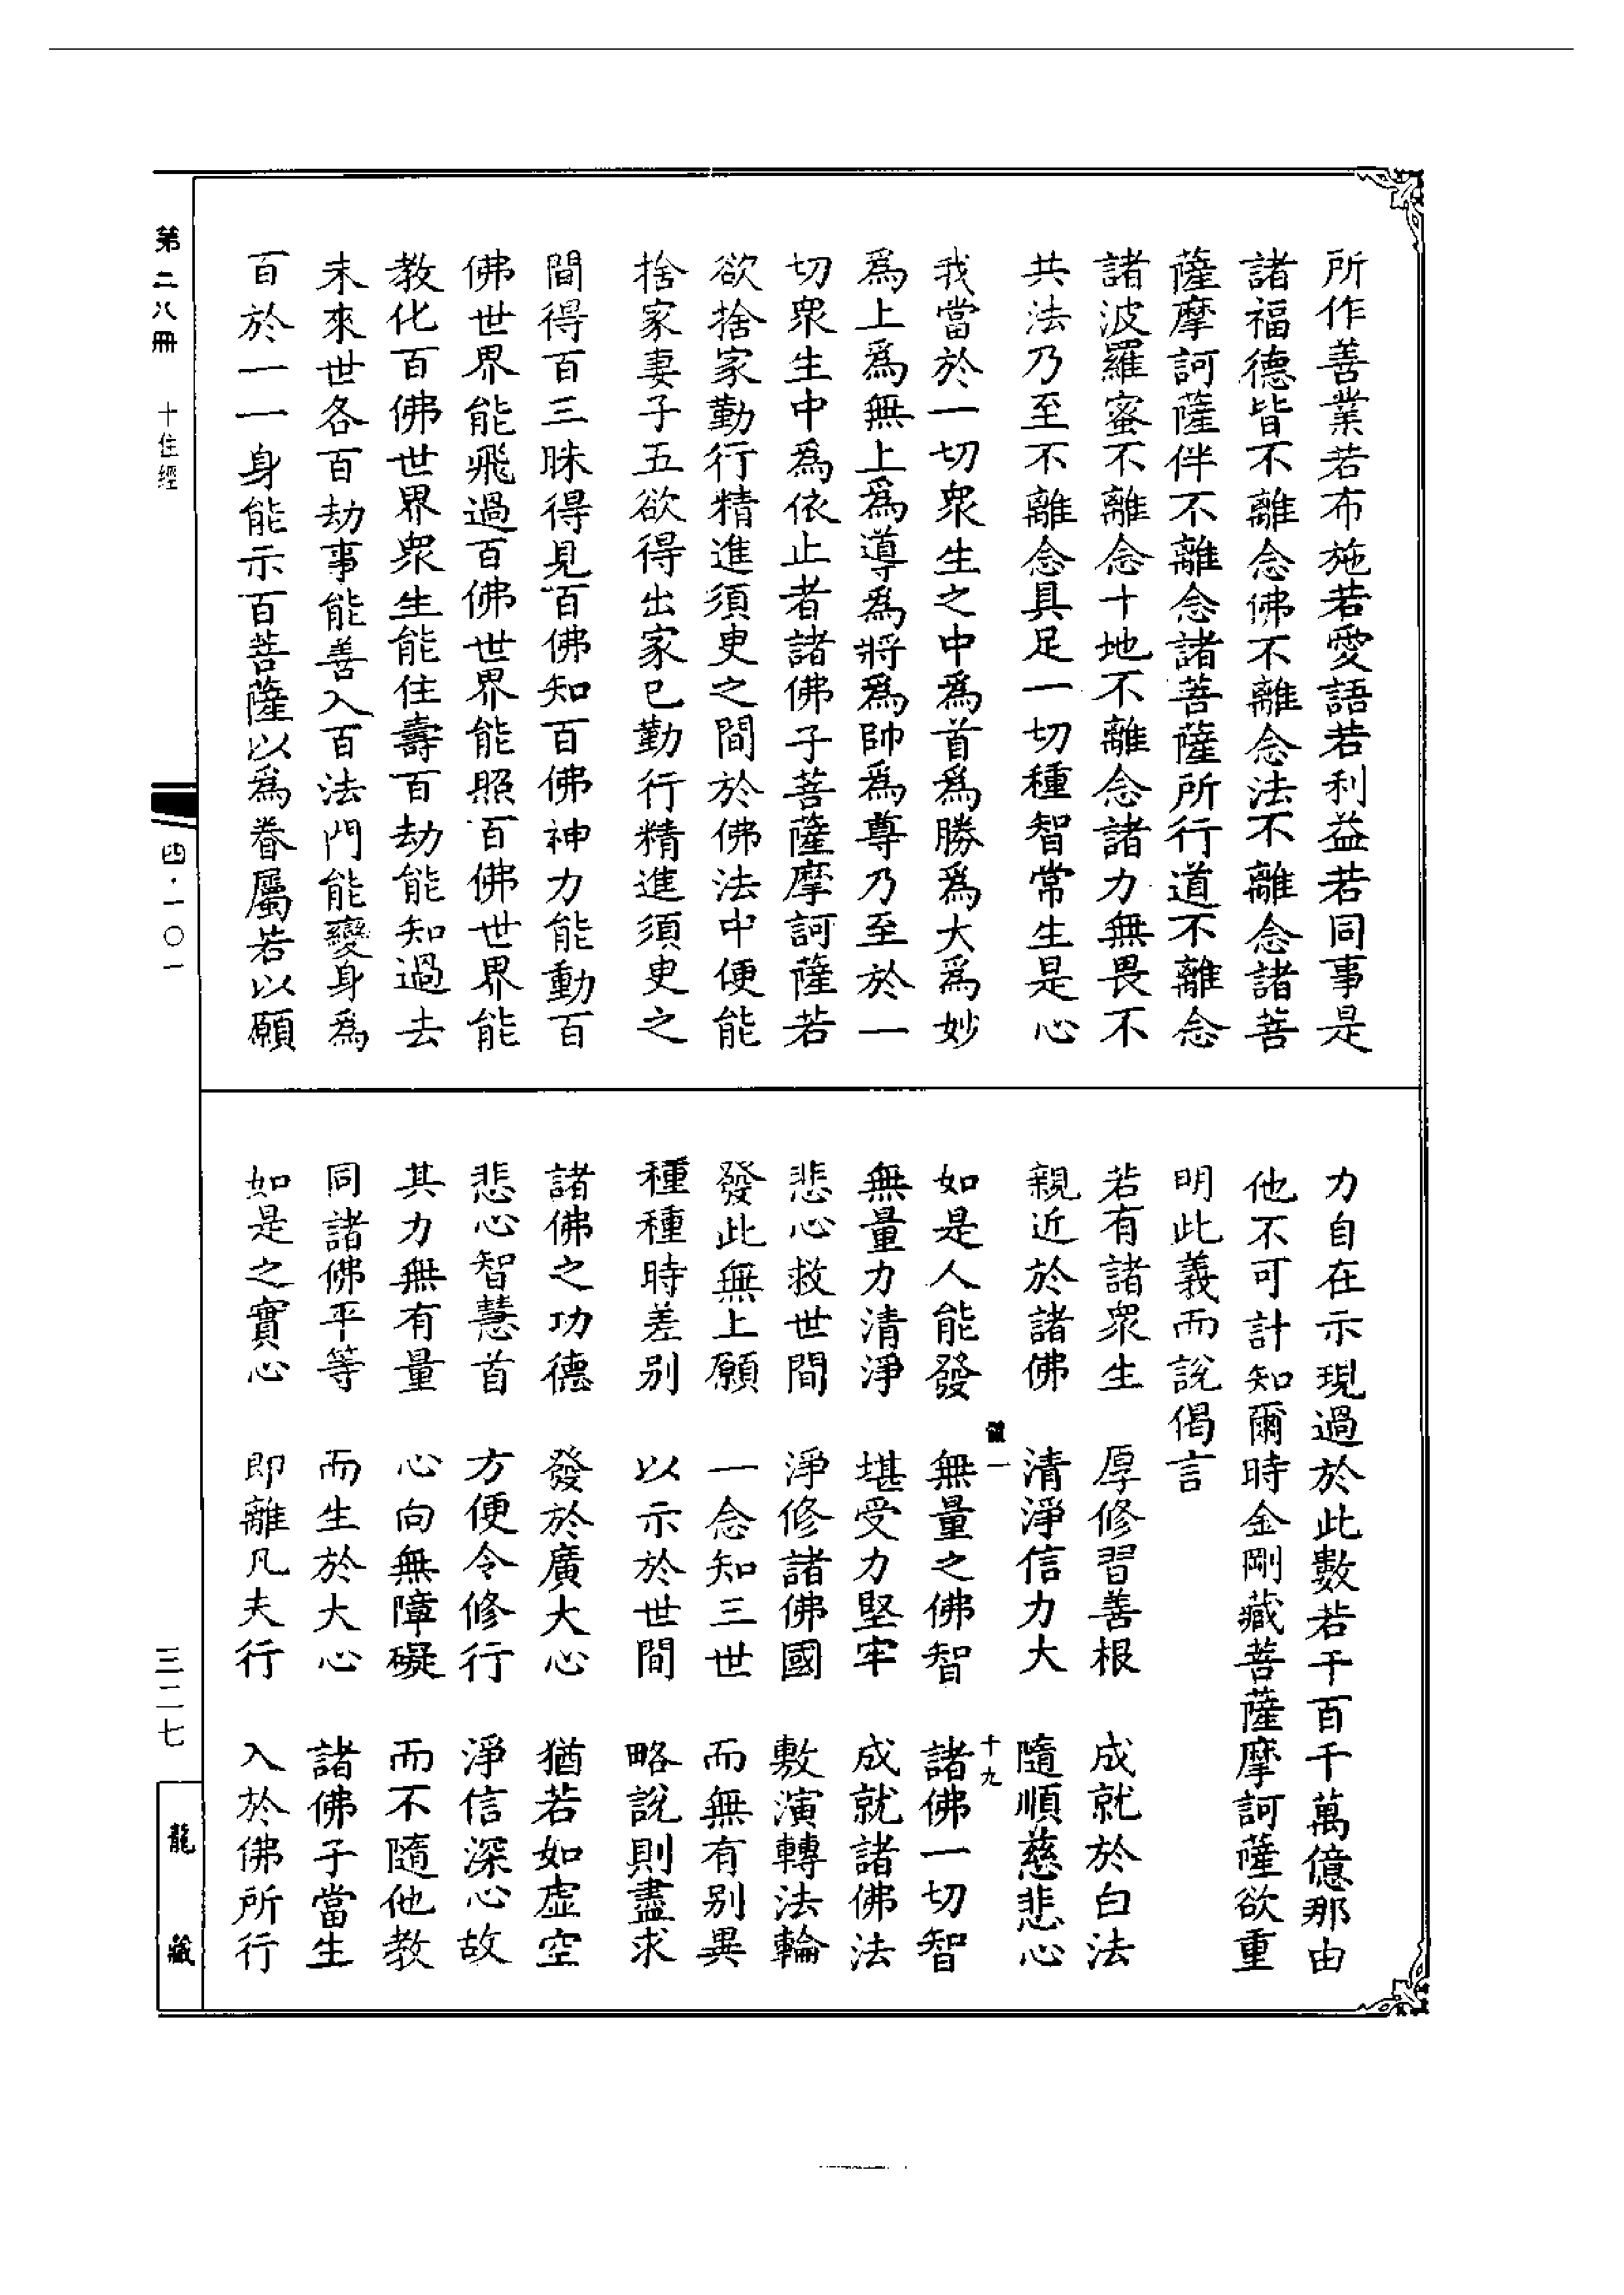 所作善業若布施若愛語若利益若同事是
諸福德皆不離念佛不離念法不離念諸菩
薩摩訶薩伴不離念諸菩薩所行道不離念
諸波羅蜜不離念十地不離念諸力無畏不
共法乃至不離念具足一切種智常生是心
我當於一切衆生之中爲首爲勝爲大爲妙
爲上爲無上爲導爲將爲帥爲尊乃至於一
切衆生中爲依止者諸佛子菩薩摩訶薩若
欲捨家勤行精進須臾之間於佛法中便能
捨家妻子五欲得出家已勤行精進須臾之
間得百三昧得見百佛知百佛神力能動百
佛世界能飛過百佛世界能照百佛世界能
教化百佛世界衆生能住壽百劫能知過去
未來世各百劫事能善入百法門能變身爲
百於一一身能示百菩薩以爲眷屬若以願
力自在示現過於此數若干百千萬億那由
他不可計知爾時金剛藏菩薩摩訶薩欲重
明此義而說偈言
若有諸衆生 厚修習善根 成就於白法
親近於諸佛 清淨信力大 隨順慈悲心
一 十九
如是人能發 無量之佛智 諸佛一切智
無量力清淨 堪受力堅牢 成就諸佛法
悲心救世間 淨修諸佛國 敷演轉法輪
發此無上願 一念知三世 而無有别異
種種時差别 以示於世間 略說則盡求
諸佛之功德 發於廣大心 猶若如虛空
悲心智慧首 方便令修行 淨信深心故
其力無有量 心向無障礙 而不隨他教
同諸佛平等 而生於大心 諸佛子當生
如是之實心 即離凡夫行 入於佛所行
第二八冊 十住經 四·一〇一 三二七 龍藏